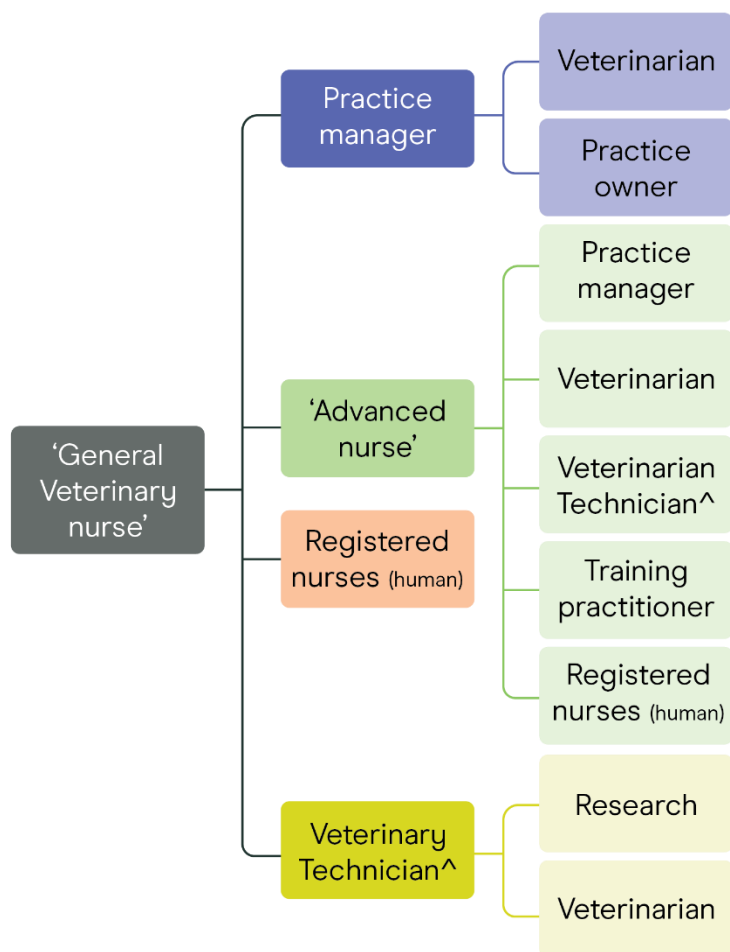 ‘General
Veterinary
nurse’
Practice
manager
Veterinarian
Practice
owner
‘Advanced
nurse’
Practice
manager
Veterinarian
Veterinarian
Technician^
Training
practitioner
Registered
nurses (human)
Registered
nurses (human)
Veterinary
Technician^
Research
Veterinarian